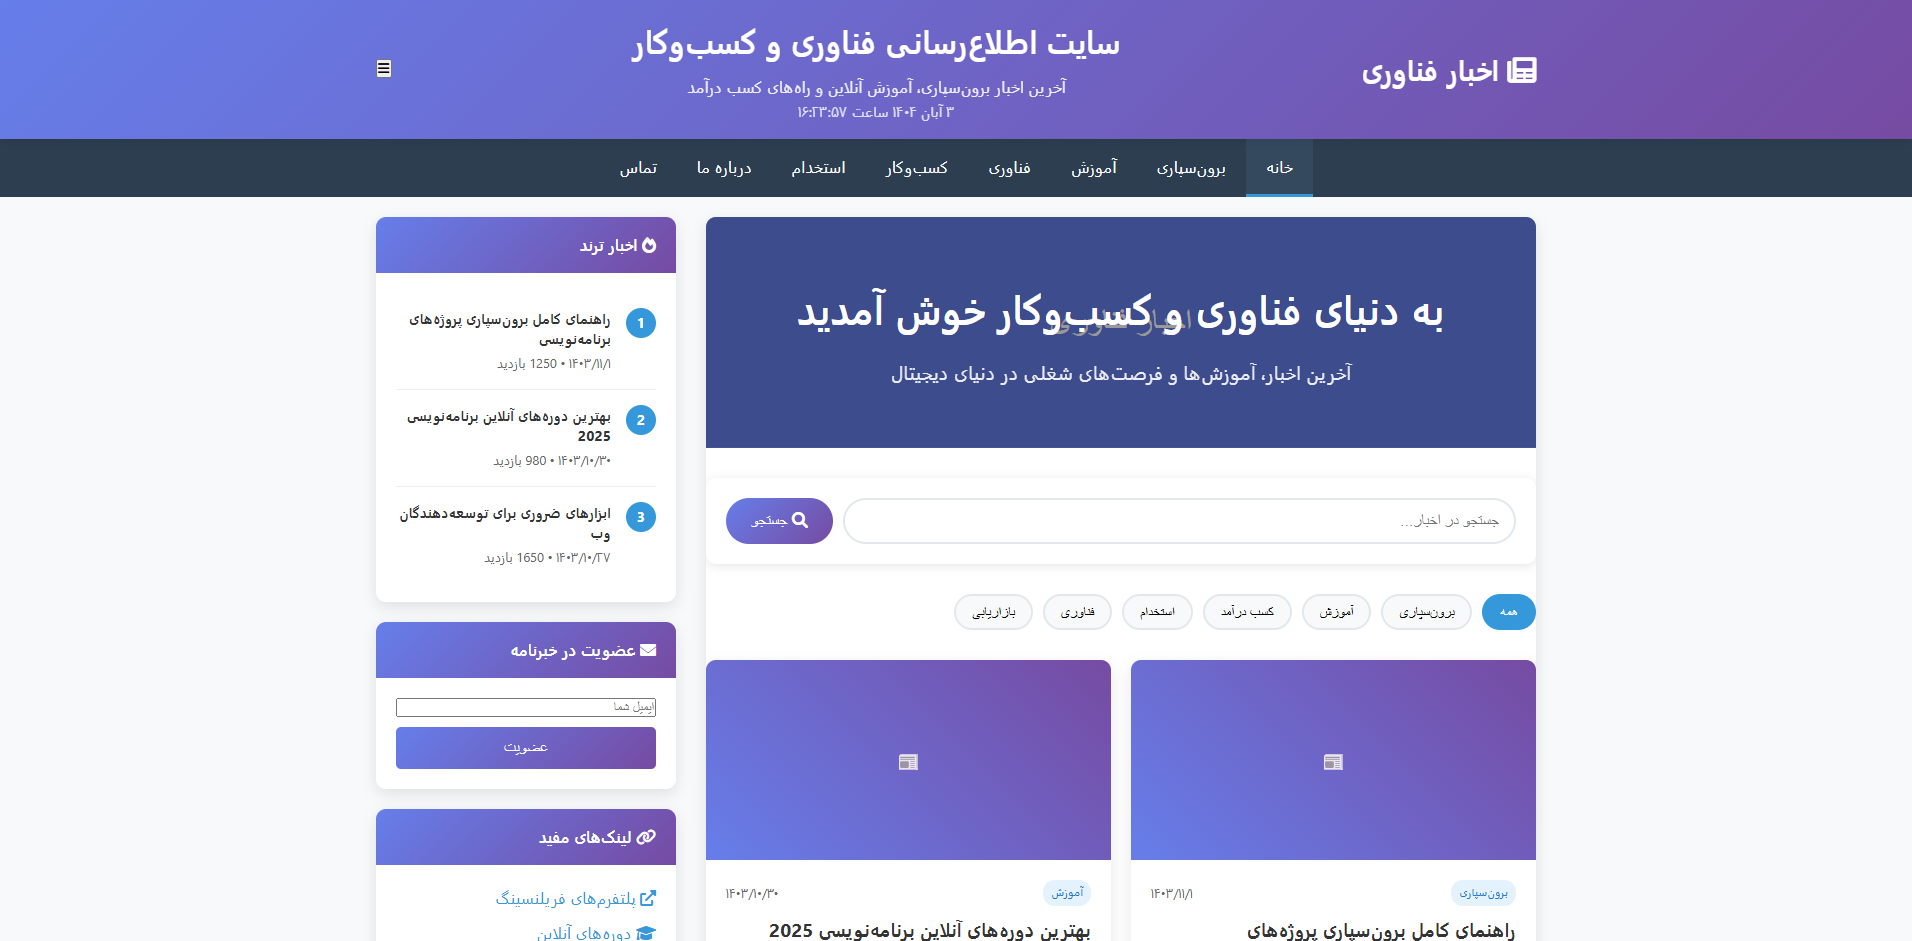 اخبار فناوری
سایت اطلاع‌رسانی فناوری و کسب‌وکار
آخرین اخبار برون‌سپاری، آموزش آنلاین و راه‌های کسب درآمد
۳ آبان ۱۴۰۴ ساعت ۱۶:۲۳:۵۷
خانه
برون‌سپاری
آموزش
فناوری
کسب‌وکار
استخدام
درباره ما
تماس
به دنیای فناوری و کسب‌وکار خوش آمدید
اخبار فناوری
آخرین اخبار، آموزش‌ها و فرصت‌های شغلی در دنیای دیجیتال
جستجو در اخبار...
جستجو
همه
برون‌سپاری
آموزش
کسب درآمد
استخدام
فناوری
بازاریابی
برون‌سپاری
۱۴۰۳/۱۱/۱
راهنمای کامل برون‌سپاری پروژه‌های
آموزش
۱۴۰۳/۱۰/۳۰
بهترین دوره‌های آنلاین برنامه‌نویسی 2025
اخبار ترند
1
راهنمای کامل برون‌سپاری پروژه‌های
برنامه‌نویسی
۱۴۰۳/۱۱/۱ • 1250 بازدید
2
بهترین دوره‌های آنلاین برنامه‌نویسی
2025
۱۴۰۳/۱۰/۳۰ • 980 بازدید
3
ابزارهای ضروری برای توسعه‌دهندگان
وب
۱۴۰۳/۱۰/۲۷ • 1650 بازدید
عضویت در خبرنامه
ایمیل شما
عضویت
لینک‌های مفید
پلتفرم‌های فریلنسینگ
دوره‌های آنلاین